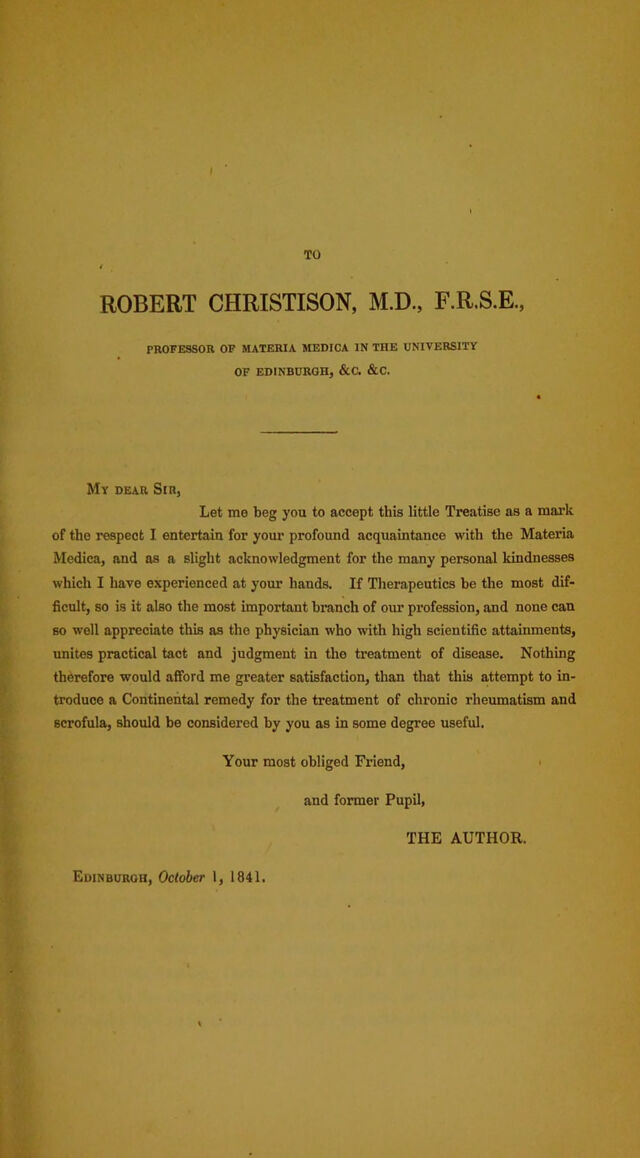 TO
ROBERT CHRISTISON, M.D., F.R.S.E.,
PROFESSOR OF MATERIA MEDICA IN THE UNIVERSITY
OF EDINBURGH, &C. &C.
MY DEAR SIR,
Let me beg you to accept this little Treatise as a mark
of the respect I entertain for your profound acquaintance with the Materia
Medica, and as a slight acknowledgment for the many personal kindnesses
which I have experienced at your hands. If Therapeutics be the most dif-
ficult, so is it also the most important branch of our profession, and none can
so well appreciate this as the physician who with high scientific attainments,
unites practical tact and judgment in the treatment of disease. Nothing
therefore would afford me greater satisfaction, than that this attempt to in-
troduce a Continental remedy for the treatment of chronic rheumatism and
scrofula, should be considered by you as in some degree useful.
Your most obliged Friend,
and former Pupil,
THE AUTHOR.
EDINBURGH, October 1, 1841.